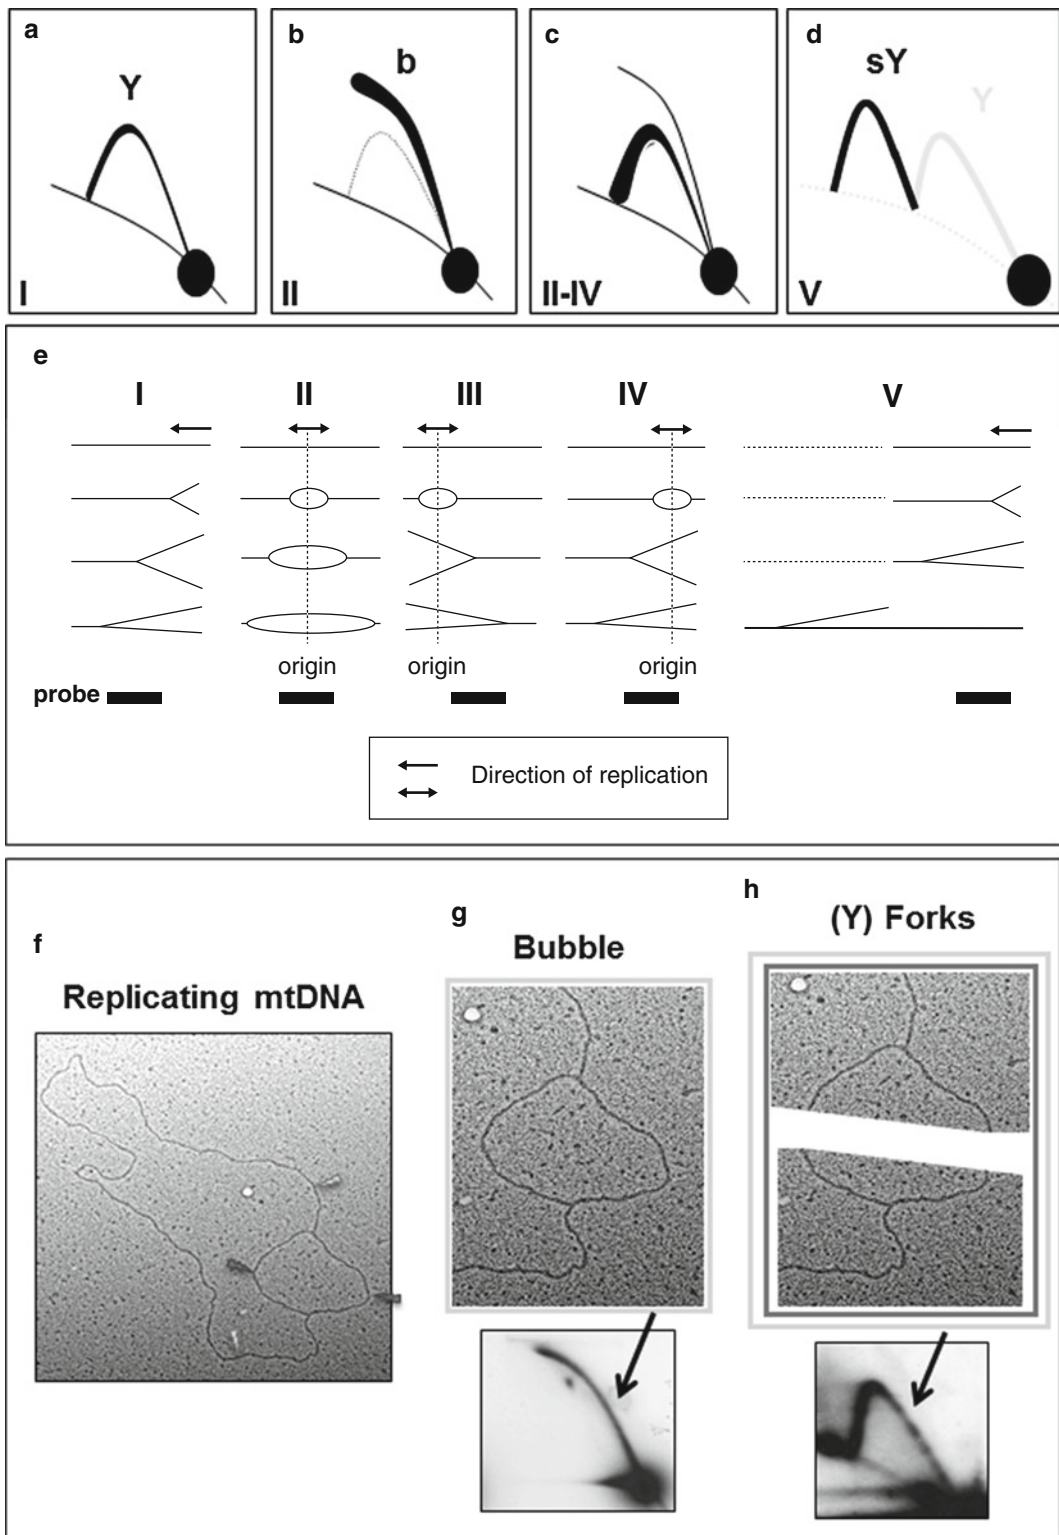 a
Y
I
b
b
II
c
II-IV
d
sY
Y
V
e
I II III IV V
origin origin origin
probe
Direction of replication
f
Replicating mtDNA
g
Bubble
h
(Y) Forks